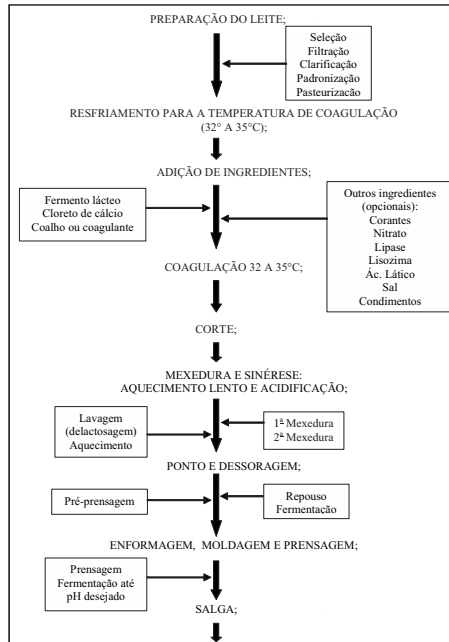 PREPARAÇÃO DO LEITE;
Seleção
Filtração
Clarificação
Padronização
Pasteurizacão
RESFRIAMENTO PARA A TEMPERATURA DE COAGULAÇÃO
(32° A 35°C);
ADIÇÃO DE INGREDIENTES;
Fermento lácteo
Cloreto de cálcio
Coalho ou coagulante
Outros ingredientes
(opcionais):
Corantes
Nitrato
Lipase
Lisozima
Ác. Lático
Sal
Condimentos
COAGULAÇÃO 32 A 35°C;
CORTE;
MEXEDURA E SINÉRESE:
AQUECIMENTO LENTO E ACIDIFICAÇÃO;
Lavagem
(delactosagem)
Aquecimento
1ª Mexedura
2ª Mexedura
PONTO E DESSORAGEM;
Pré-prensagem
Repouso
Fermentação
ENFORMAGEM, MOLDAGEM E PRENSAGEM;
Prensagem
Fermentação até
pH desejado
SALGA;